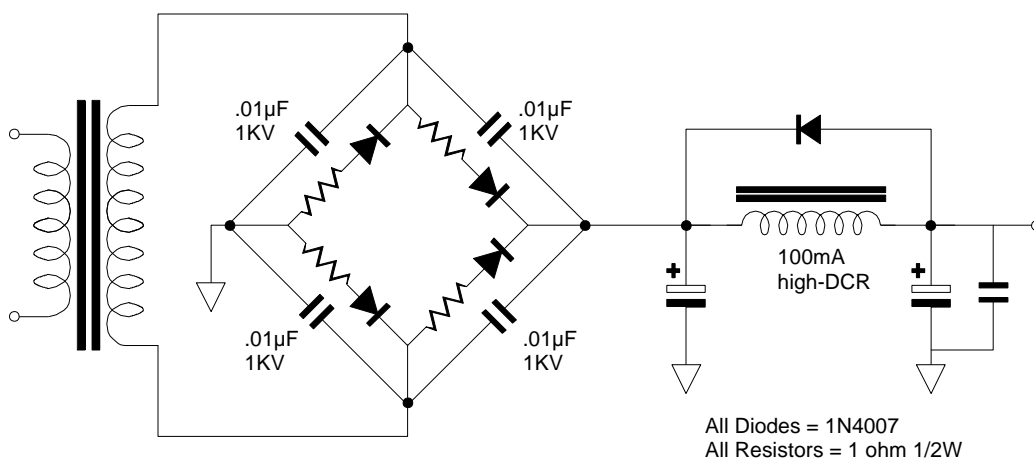 .01µF
1KV
.01µF
1KV
+
100mA
high-DCR
+
.01µF
1KV
.01µF
1KV
All Diodes = 1N4007
All Resistors = 1 ohm 1/2W